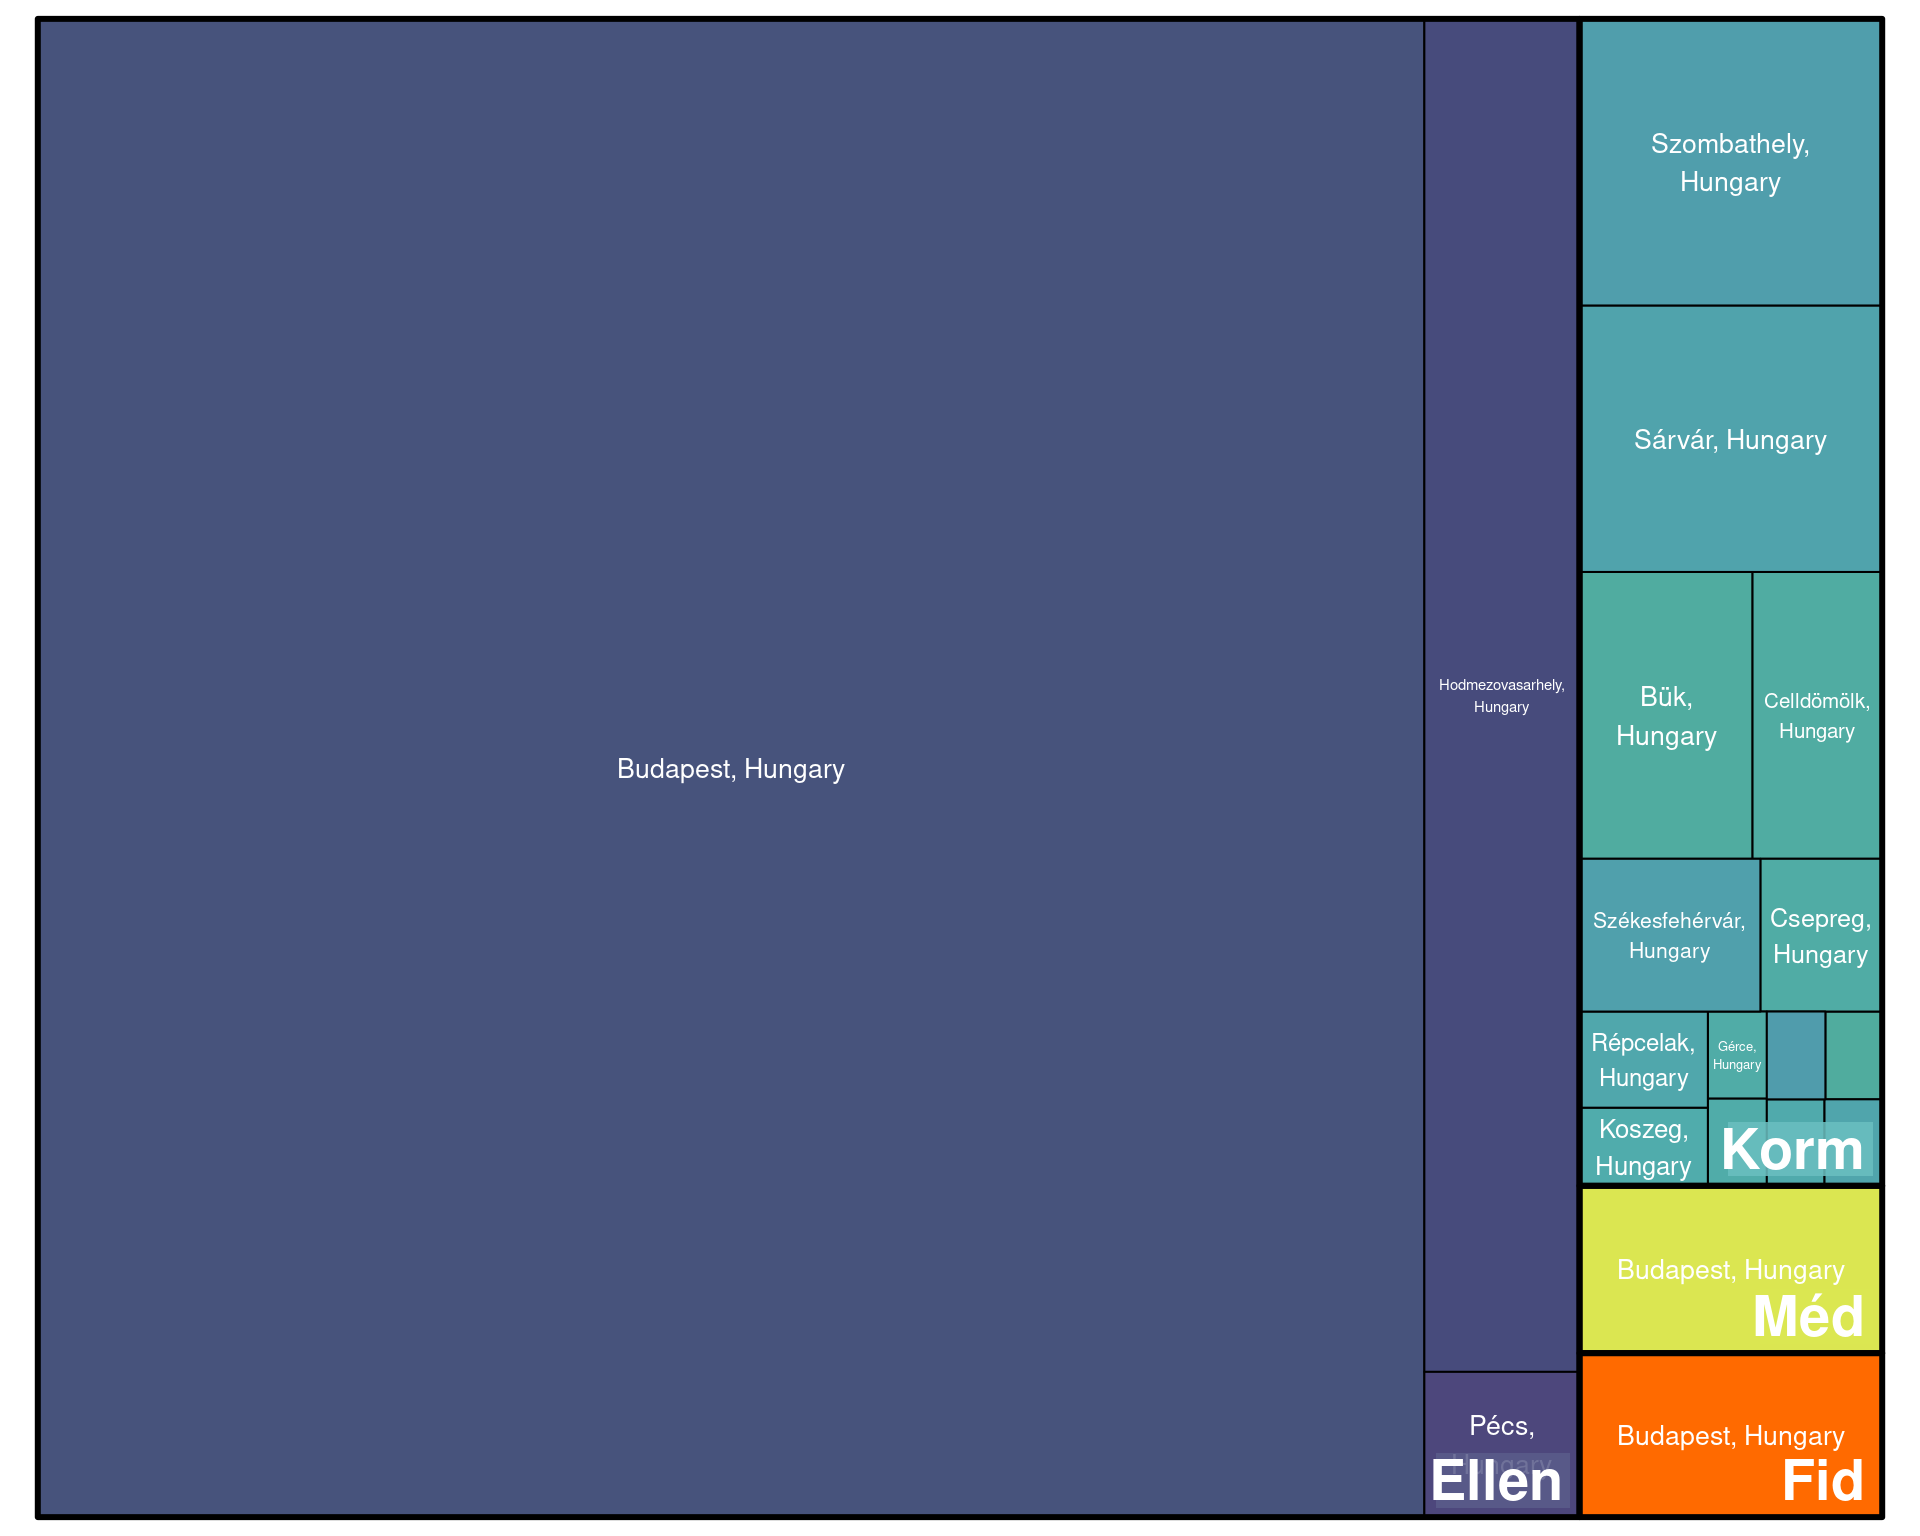 Budapest, Hungary
Hodmezovasarhely,
Hungary
Pécs,
Hungary
Ellen
Szombathely,
Hungary
Sárvár, Hungary
Bük,
Hungary
Celldömölk,
Hungary
Székesfehérvár,
Hungary
Csepreg,
Hungary
Répcelak,
Hungary
Gérce,
Hungary
Koszeg,
Hungary
Korm
Budapest, Hungary
Méd
Budapest, Hungary
Fid